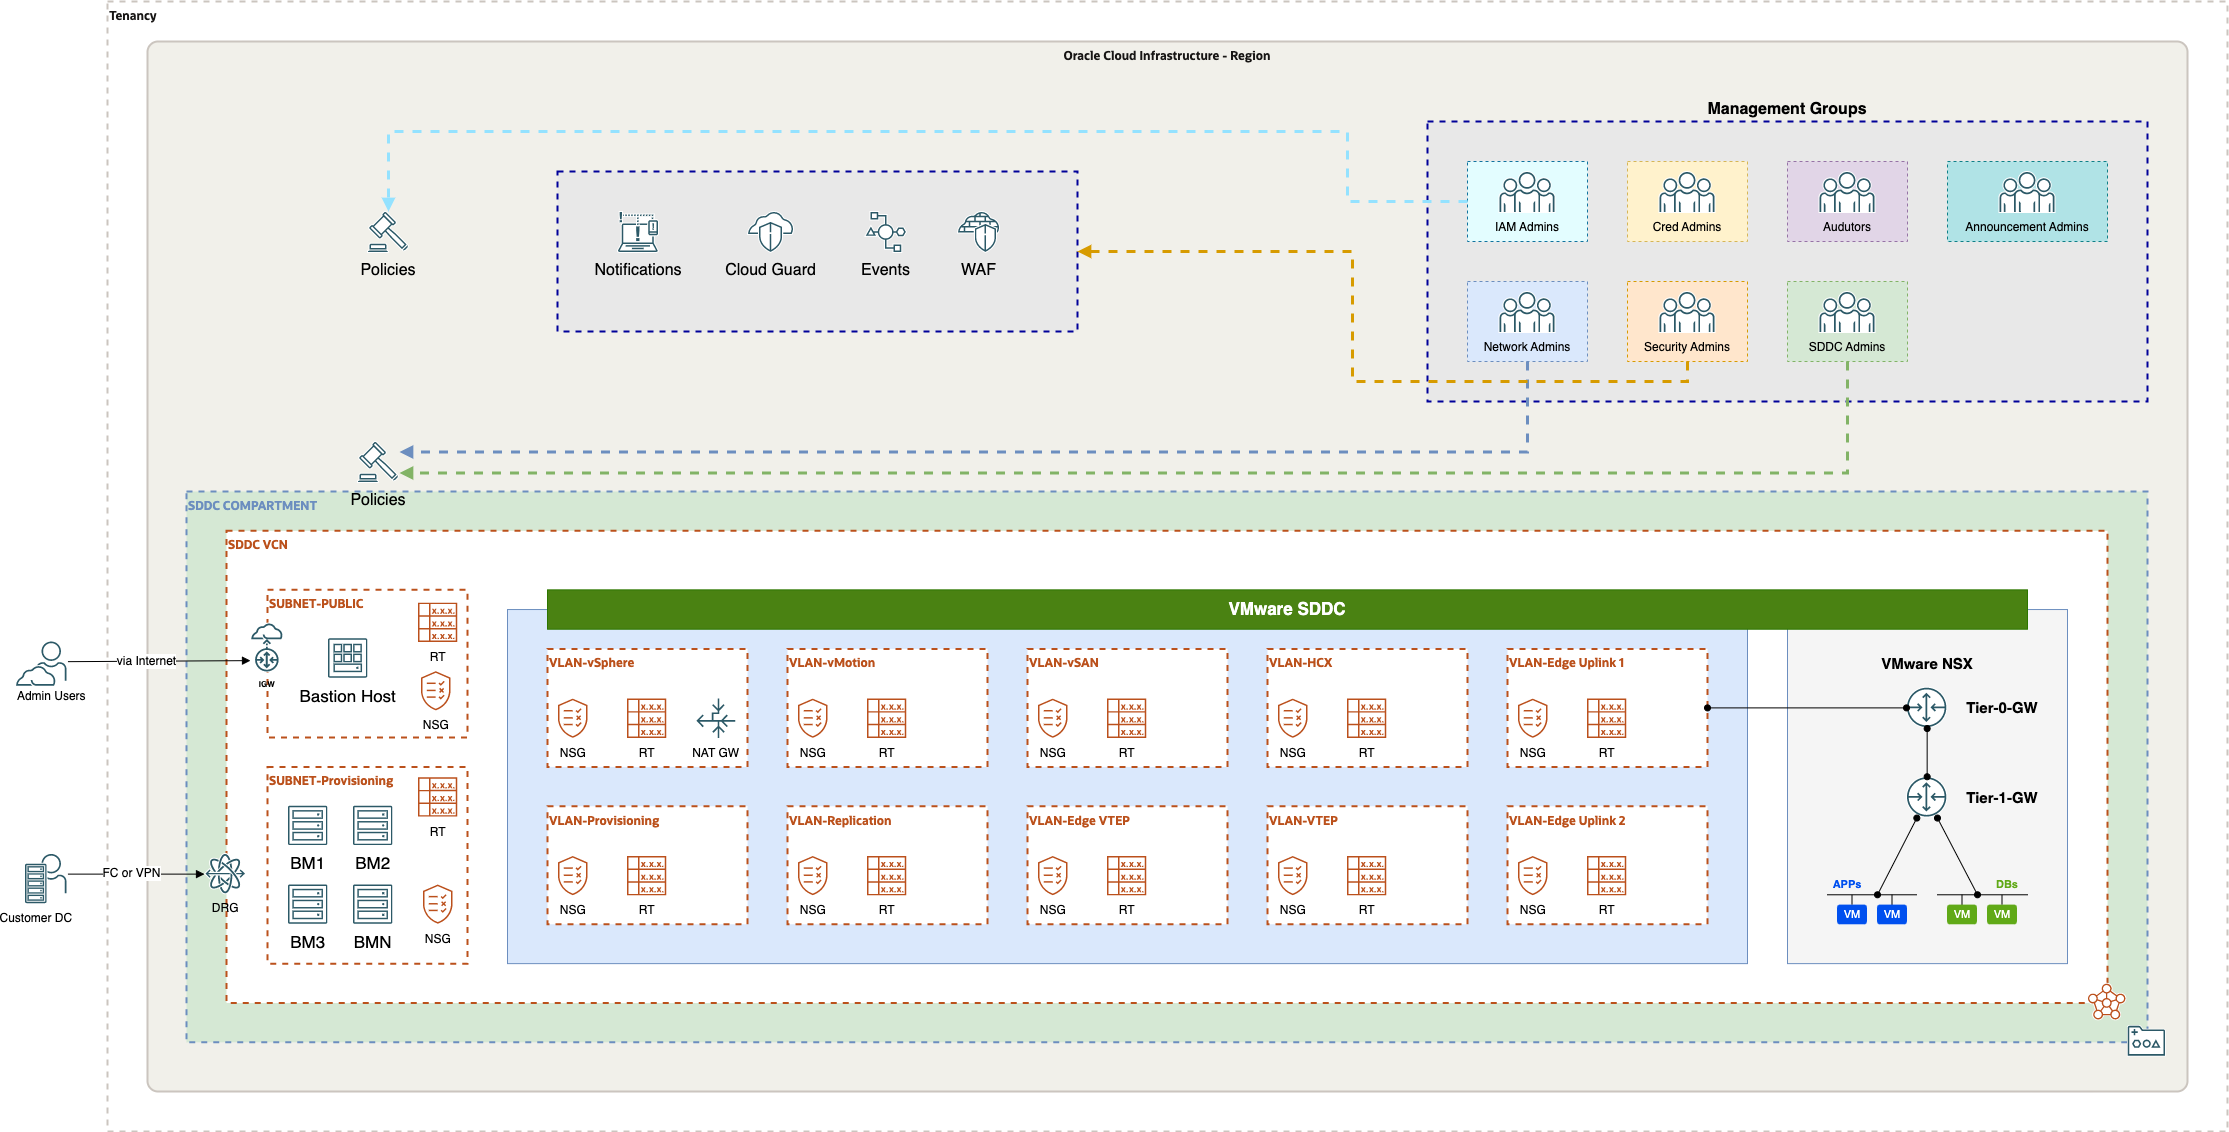 Tenancy
Oracle Cloud Infrastructure - Region
Management Groups
IAM Admins
Cred Admins
Audutors
Announcement Admins
Policies
Notifications
Cloud Guard
Events
WAF
Network Admins
Security Admins
SDDC Admins
Policies
SDDC COMPARTMENT
SDDC VCN
SUBNET-PUBLIC
x.x.x.
x.x.x.
x.x.x.
RT
via Internet
Admin Users
IGW
Bastion Host
NSG
VMware SDDC
VLAN-vSphere
NSG
x.x.x.
x.x.x.
x.x.x.
RT
NAT GW
VLAN-vMotion
NSG
x.x.x.
x.x.x.
x.x.x.
RT
VLAN-vSAN
NSG
x.x.x.
x.x.x.
x.x.x.
RT
VLAN-HCX
NSG
x.x.x.
x.x.x.
x.x.x.
RT
VLAN-Edge Uplink 1
NSG
x.x.x.
x.x.x.
x.x.x.
RT
VMware NSX
Tier-0-GW
Tier-1-GW
APPs
DBs
VM
VM
VM
VM
SUBNET-Provisioning
x.x.x.
x.x.x.
x.x.x.
RT
BM1
BM2
BM3
BMN
NSG
FC or VPN
DRG
Customer DC
VLAN-Provisioning
NSG
x.x.x.
x.x.x.
x.x.x.
RT
VLAN-Replication
NSG
x.x.x.
x.x.x.
x.x.x.
RT
VLAN-Edge VTEP
NSG
x.x.x.
x.x.x.
x.x.x.
RT
VLAN-VTEP
NSG
x.x.x.
x.x.x.
x.x.x.
RT
VLAN-Edge Uplink 2
NSG
x.x.x.
x.x.x.
x.x.x.
RT